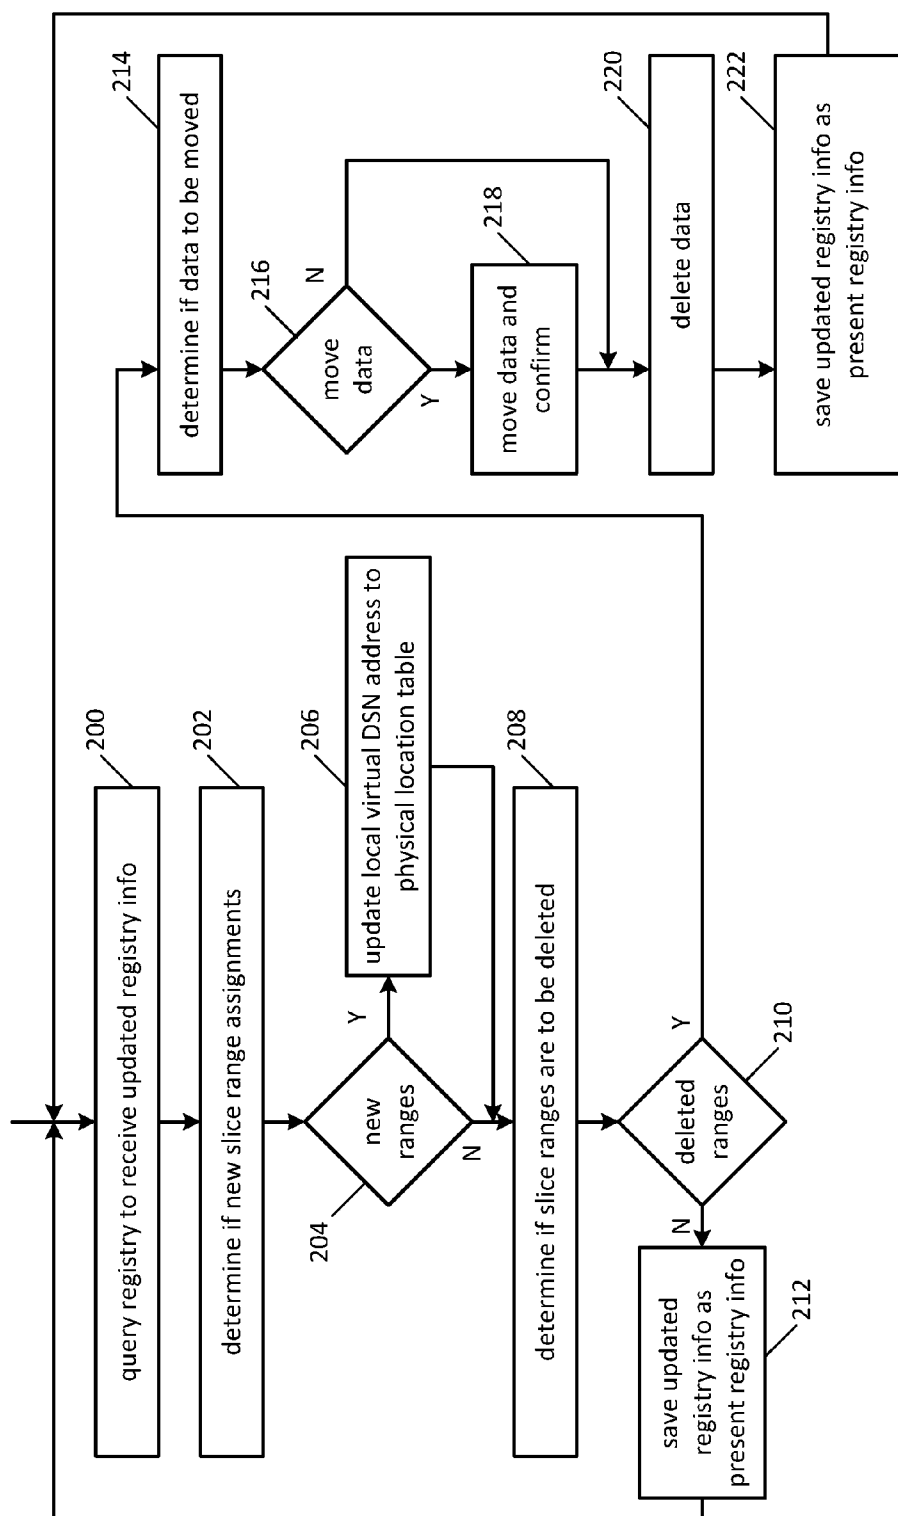 200
query registry to receive updated registry info
202
determine if new slice range assignments
204
new
ranges
Y
N
206
update local virtual DSN address to
physical location table
208
determine if slice ranges are to be deleted
210
deleted
ranges
N
Y
212
save updated
registry info as
present registry info
214
determine if data to be moved
216
move
data
N
Y
218
move data and
confirm
220
delete data
222
save updated registry info as
present registry info